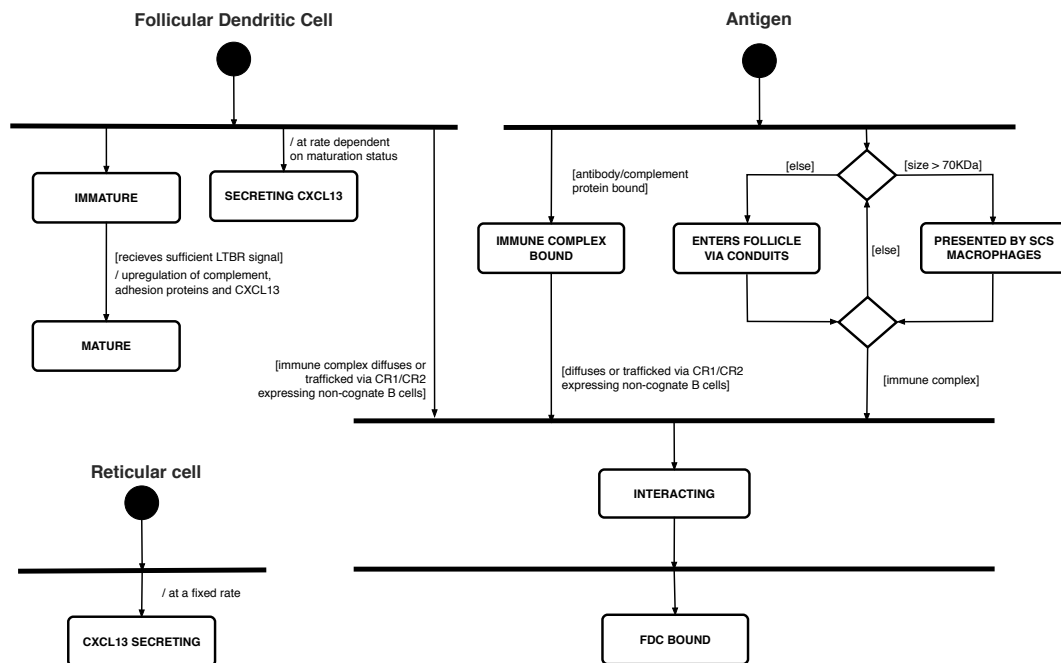 Follicular Dendritic Cell
/ at rate dependent
on maturation status
IMMATURE
SECRETING CXCL13
[recieves sufficient LTBR signal]
/ upregulation of complement,
adhesion proteins and CXCL13
MATURE
[immune complex diffuses or
trafficked via CR1/CR2
expressing non-cognate B cells]
Antigen
[antibody/complement
protein bound]
[else]
[size > 70KDa]
IMMUNE COMPLEX
BOUND
ENTERS FOLLICLE
VIA CONDUITS
[else]
PRESENTED BY SCS
MACROPHAGES
[diffuses or trafficked via CR1/CR2
expressing non-cognate B cells]
[immune complex]
INTERACTING
FDC BOUND
Reticular cell
/ at a fixed rate
CXCL13 SECRETING